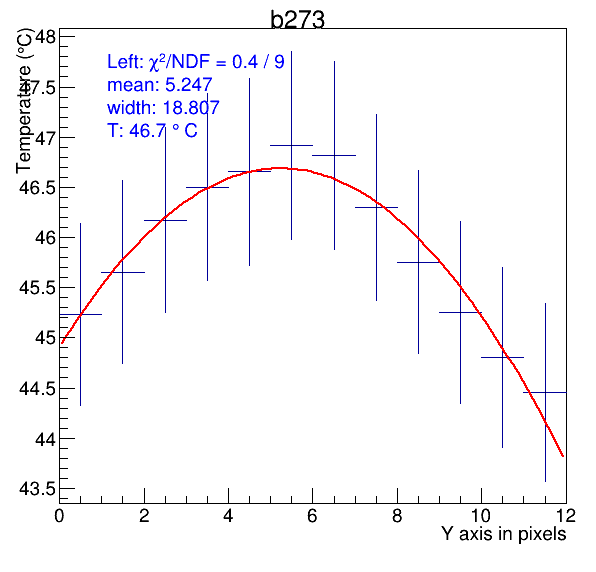 b273
Temperature (°C)
Left: χ²/NDF = 0.4 / 9
mean: 5.247
width: 18.807
T: 46.7 ° C
48
47.5
47
46.5
46
45.5
45
44.5
44
43.5
0 2 4 6 8 10 12
Y axis in pixels